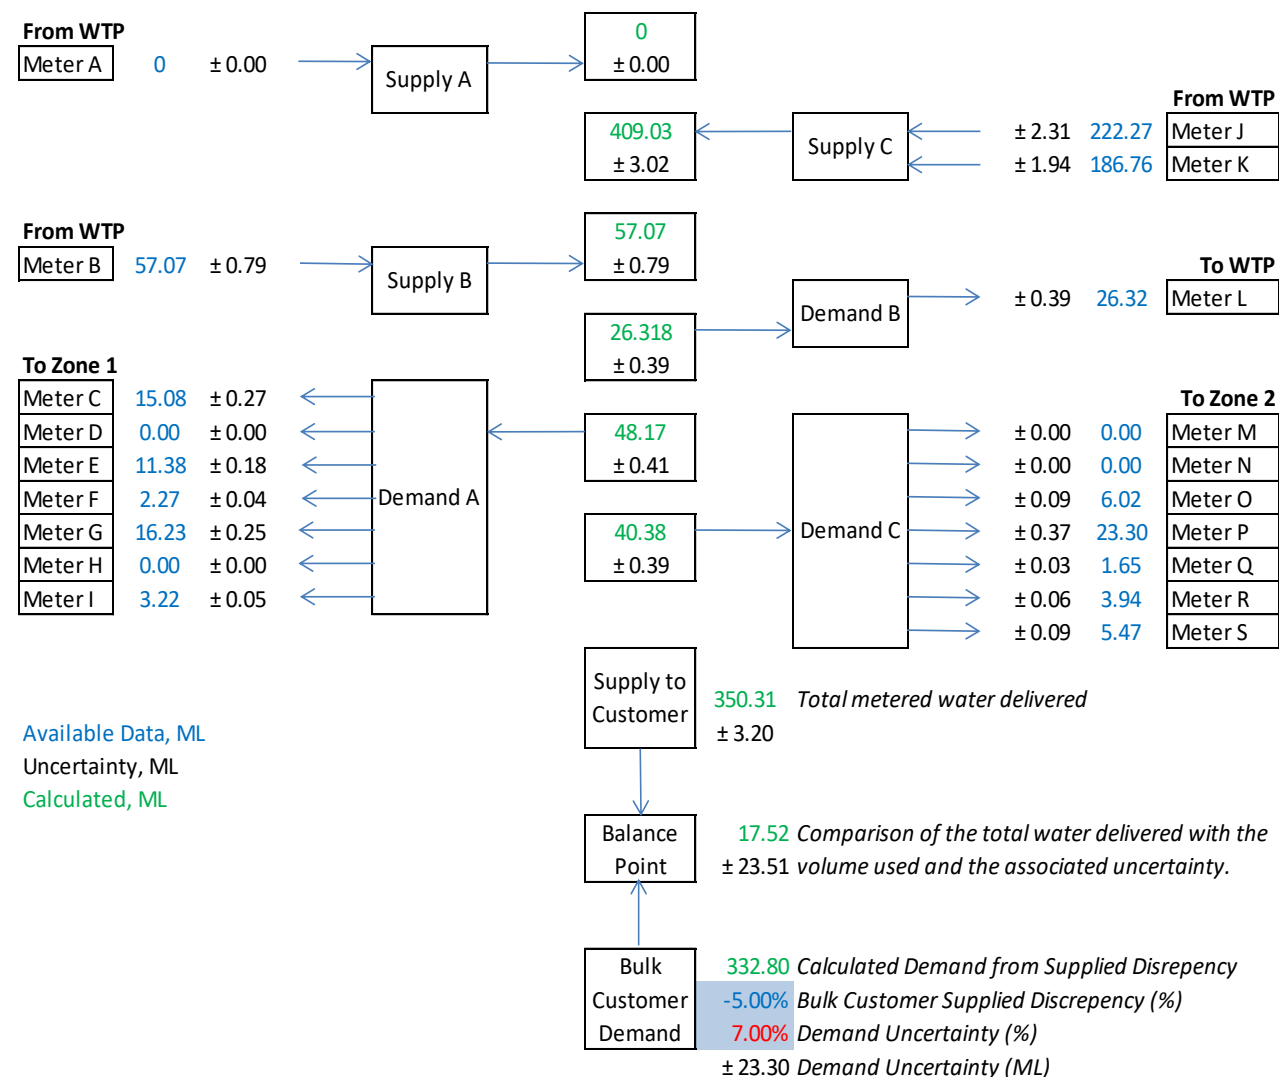 From WTP
Meter A 0 ± 0.00
Supply A
0
± 0.00
From WTP
409.03
± 3.02
Supply C
± 2.31 222.27 Meter J
± 1.94 186.76 Meter K
From WTP
Meter B 57.07 ± 0.79
Supply B
57.07
± 0.79
To WTP
Demand B
± 0.39 26.32 Meter L
26.318
± 0.39
To Zone 1
Meter C 15.08 ± 0.27
Meter D 0.00 ± 0.00
Meter E 11.38 ± 0.18
Meter F 2.27 ± 0.04
Meter G 16.23 ± 0.25
Meter H 0.00 ± 0.00
Meter I 3.22 ± 0.05
Demand A
48.17
± 0.41
40.38
± 0.39
Demand C
To Zone 2
± 0.00 0.00 Meter M
± 0.00 0.00 Meter N
± 0.09 6.02 Meter O
± 0.37 23.30 Meter P
± 0.03 1.65 Meter Q
± 0.06 3.94 Meter R
± 0.09 5.47 Meter S
Supply to
Customer
350.31 Total metered water delivered
± 3.20
Available Data, ML
Uncertainty, ML
Calculated, ML
Balance
Point
17.52 Comparison of the total water delivered with the
± 23.51 volume used and the associated uncertainty.
Bulk
Customer
Demand
332.80 Calculated Demand from Supplied Disrepency
-5.00% Bulk Customer Supplied Discrepency (%)
7.00% Demand Uncertainty (%)
± 23.30 Demand Uncertainty (ML)